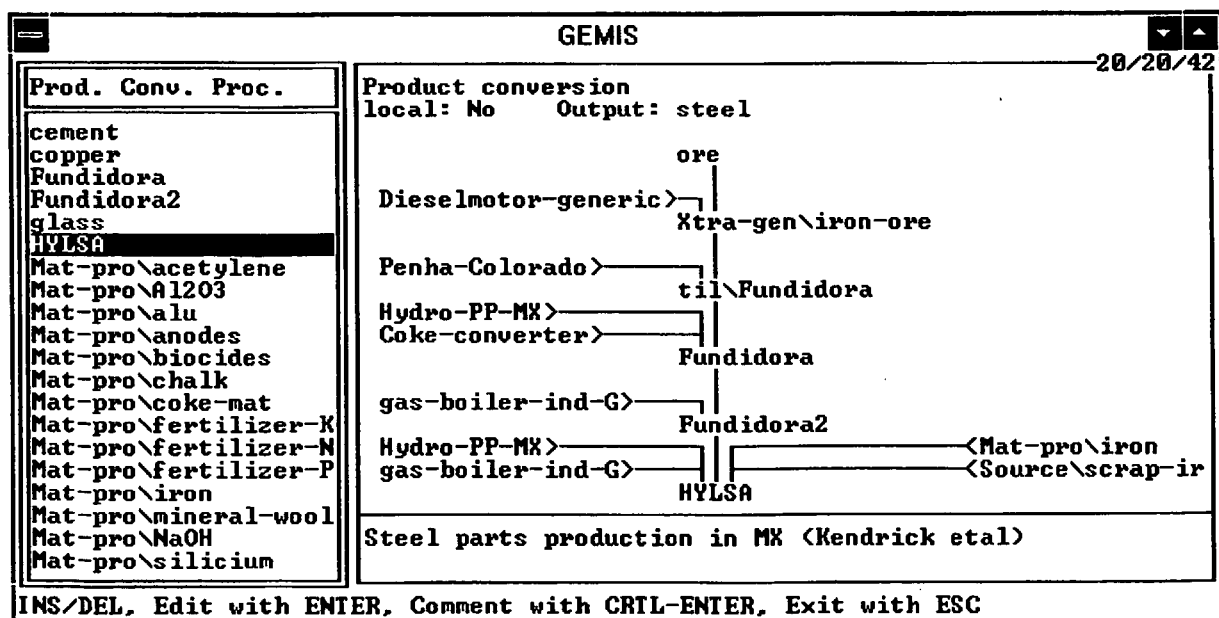 GEMIS
20/20/42
Prod. Conv. Proc.
cement
copper
Fundidora
Fundidora2
glass
HYLSA
Mat-pro\acetylene
Mat-pro\Al2O3
Mat-pro\alu
Mat-pro\anodes
Mat-pro\biocides
Mat-pro\chalk
Mat-pro\coke-mat
Mat-pro\fertilizer-K
Mat-pro\fertilizer-N
Mat-pro\fertilizer-P
Mat-pro\iron
Mat-pro\mineral-wool
Mat-pro\NaOH
Mat-pro\silicium
Product conversion
local: No Output: steel
ore
Dieselmotor-generic>
Xtra-gen\iron-ore
Penha-Colorado>
til\Fundidora
Hydro-PP-MX>
Coke-converter>
Fundidora
gas-boiler-ind-G>
Fundidora2
Hydro-PP-MX> <Mat-pro\iron
gas-boiler-ind-G> <Source\scrap-ir
HYLSA
Steel parts production in MX (Kendrick etal)
INS/DEL, Edit with ENTER, Comment with CRTL-ENTER, Exit with ESC